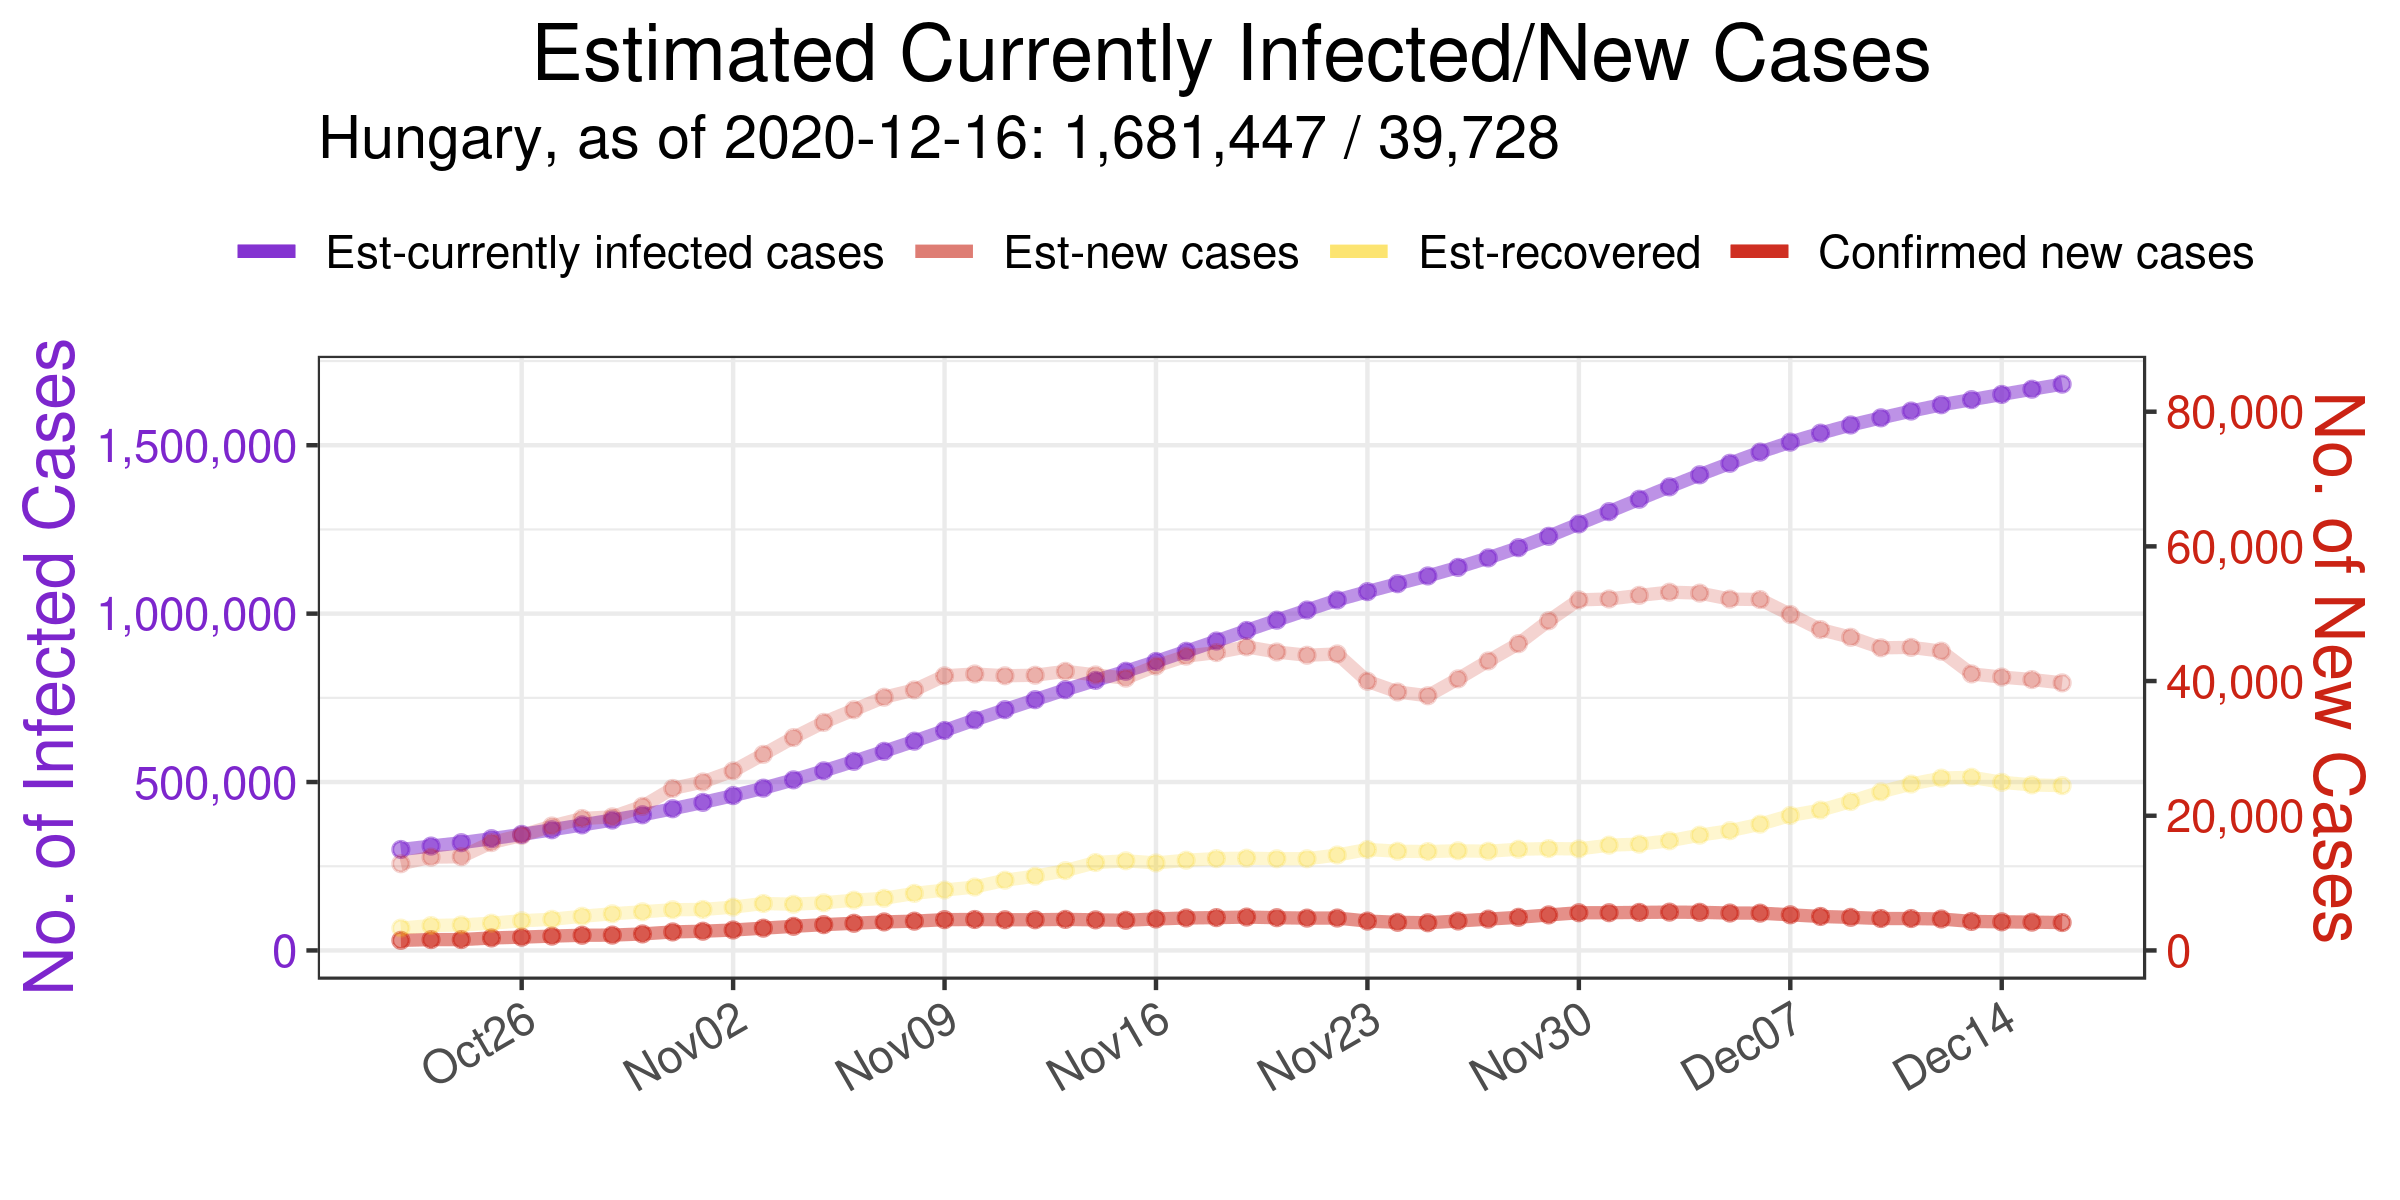 Estimated Currently Infected/New Cases
Hungary, as of 2020-12-16: 1,681,447 / 39,728
Est-currently infected cases Est-new cases Est-recovered Confirmed new cases
No. of Infected Cases
1,500,000
1,000,000
500,000
0
80,000
60,000
40,000
20,000
0
No. of New Cases
Oct26 Nov02 Nov09 Nov16 Nov23 Nov30 Dec07 Dec14